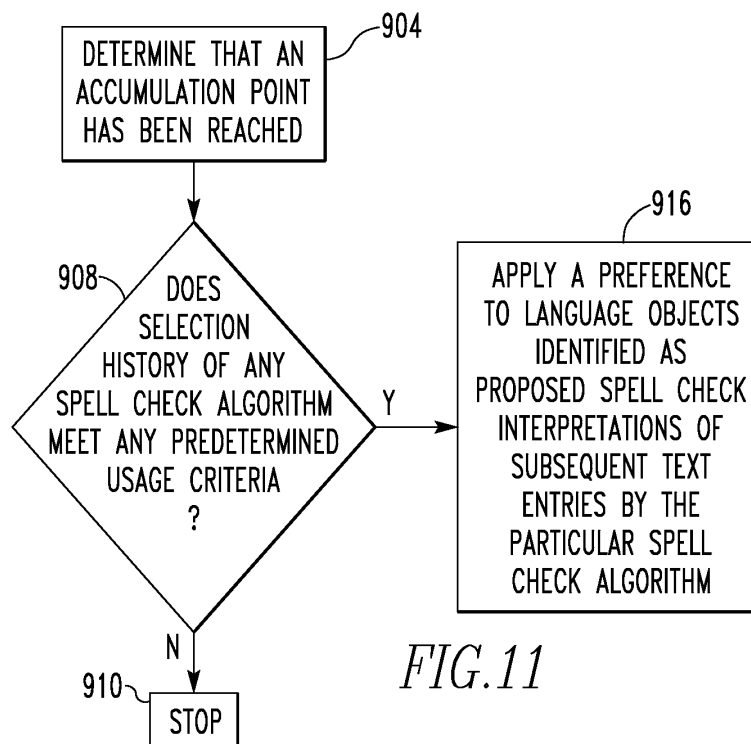 904
DETERMINE THAT AN
ACCUMULATION POINT
HAS BEEN REACHED
908
DOES
SELECTION
HISTORY OF ANY
SPELL CHECK ALGORITHM
MEET ANY PREDETERMINED
USAGE CRITERIA
?
Y
916
APPLY A PREFERENCE
TO LANGUAGE OBJECTS
IDENTIFIED AS
PROPOSED SPELL CHECK
INTERPRETATIONS OF
SUBSEQUENT TEXT
ENTRIES BY THE
PARTICULAR SPELL
CHECK ALGORITHM
N
910
STOP
FIG.11